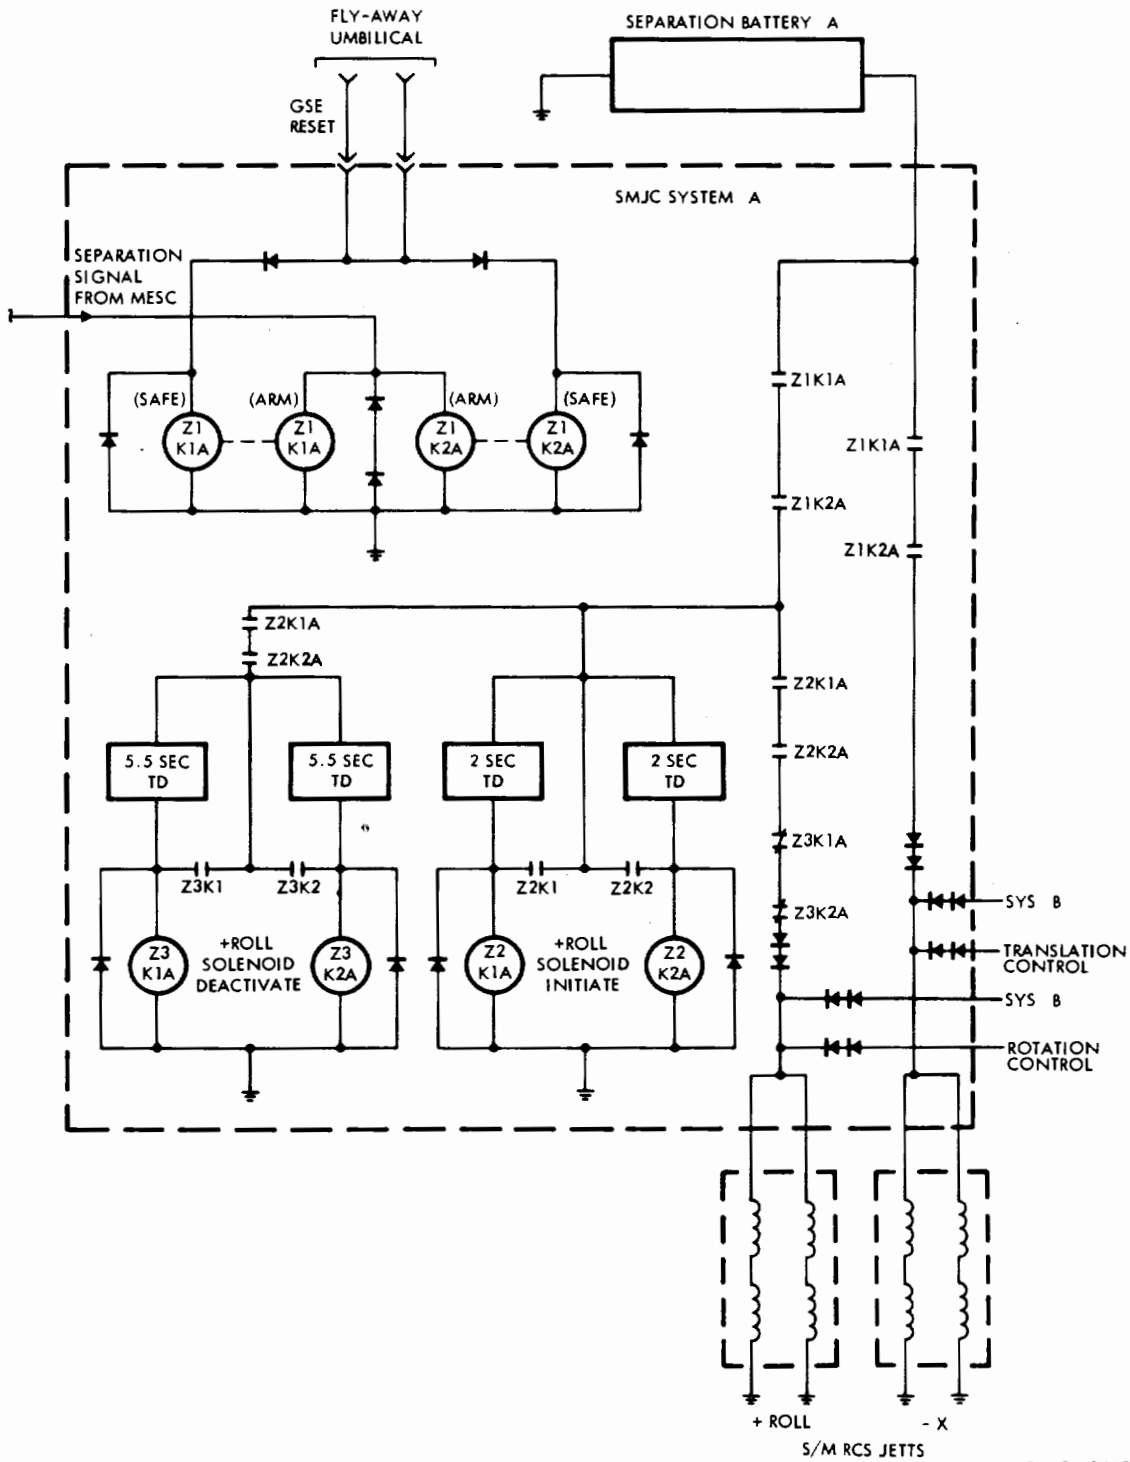 FLY-AWAY
UMBILICAL
SEPARATION BATTERY A
GSE
RESET
SMJC SYSTEM A
SEPARATION
SIGNAL
FROM MESC
(SAFE)
(ARM)
(ARM)
(SAFE)
Z1
K1A
Z1
K1A
Z1
K2A
Z1
K2A
Z1K1A
Z1K1A
Z1K2A
Z1K2A
Z2K1A
Z2K2A
Z2K1A
Z2K2A
5.5 SEC
TD
5.5 SEC
TD
2 SEC
TD
2 SEC
TD
Z3K1A
Z3K1
Z3K2
Z2K1
Z2K2
Z3K2A
SYS B
Z3
K1A
+ROLL
SOLENOID
DEACTIVATE
Z3
K2A
Z2
K1A
+ROLL
SOLENOID
INITIATE
Z2
K2A
TRANSLATION
CONTROL
SYS B
ROTATION
CONTROL
+ ROLL
- X
S/M RCS JETTS